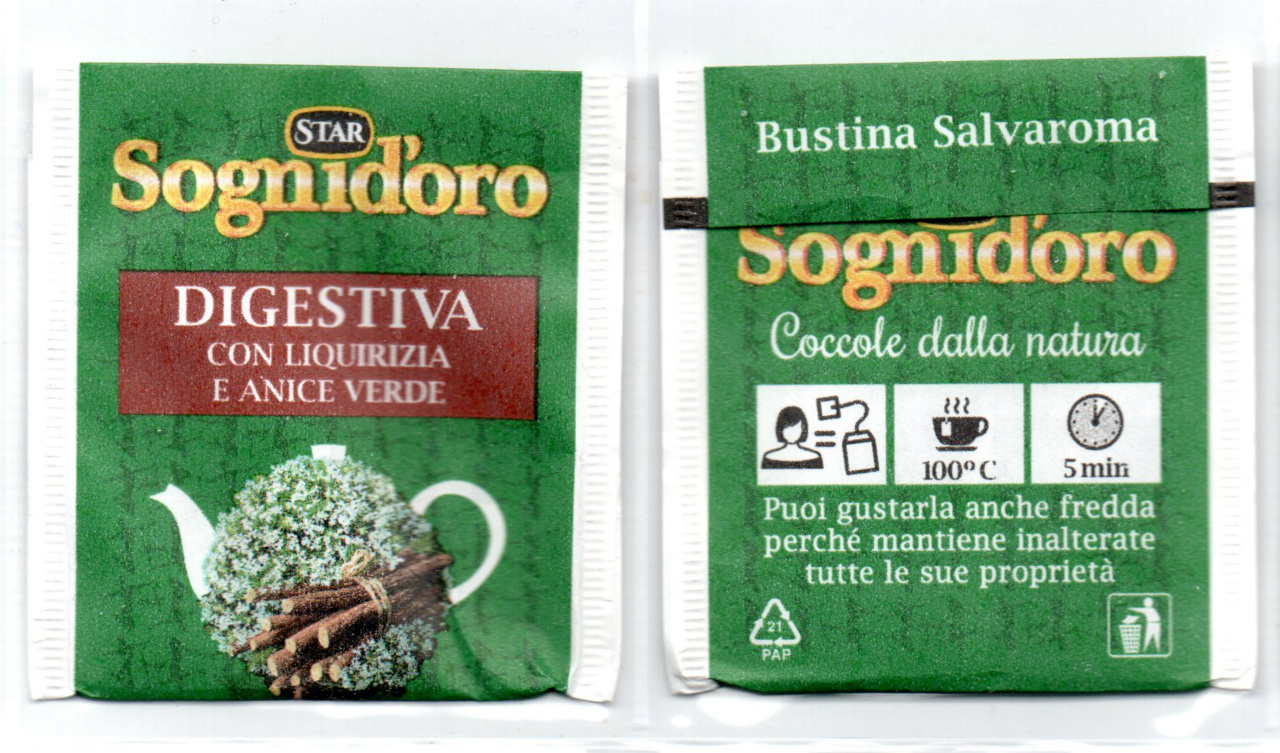 STAR
Sognid'oro
DIGESTIVA
CON LIQUIRIZIA
E ANICE VERDE
Bustina Salvaroma
Sognid'oro
Coccole dalla natura
100° C
5 min
Puoi gustarla anche fredda
perché mantiene inalterate
tutte le sue proprietà
21
PAP